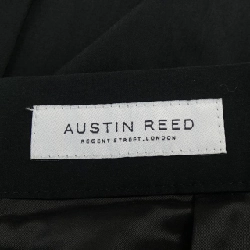 AUSTIN REED
REGENT STREET, LONDON